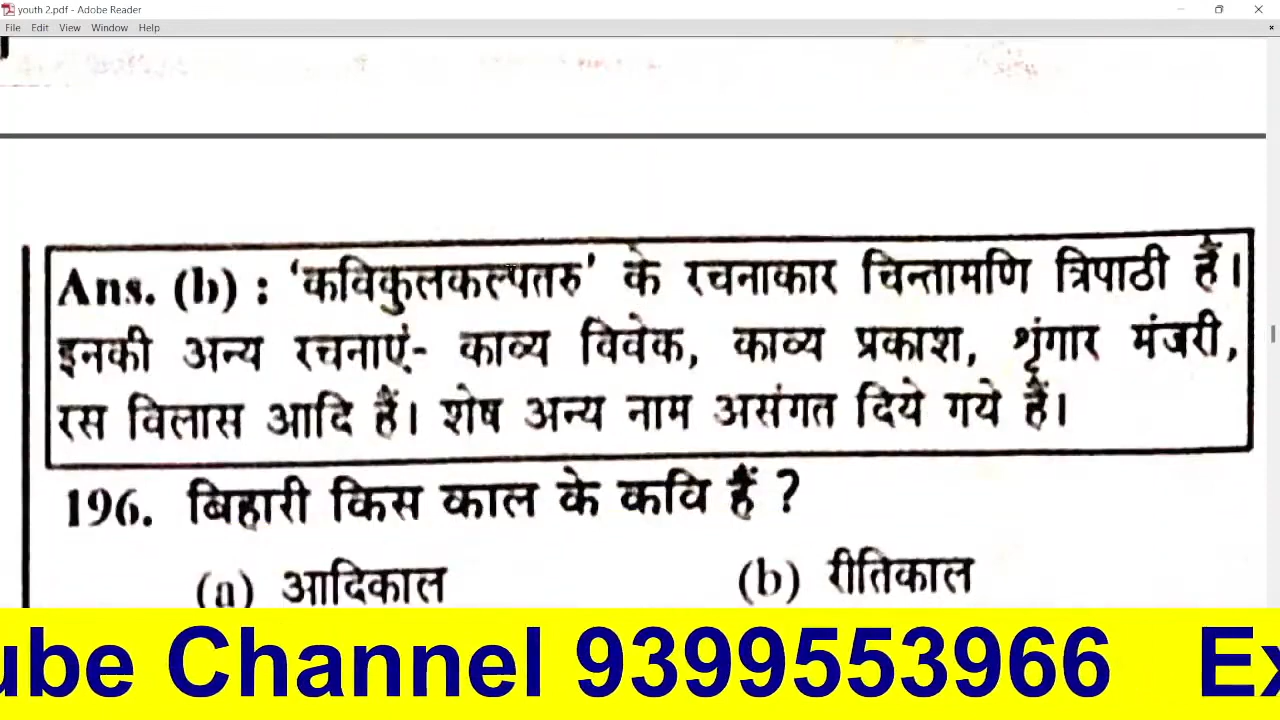 youth 2.pdf - Adobe Reader
File Edit View Window Help
Ans. (b) : 'कविकुलकल्पतरु' के रचनाकार चिन्तामणि त्रिपाठी हैं।
इनकी अन्य रचनाएं- काव्य विवेक, काव्य प्रकाश, शृंगार मंजरी,
रस विलास आदि हैं। शेष अन्य नाम असंगत दिये गये हैं।
196. बिहारी किस काल के कवि हैं ?
(a) आदिकाल (b) रीतिकाल
ube Channel 9399553966 Ex